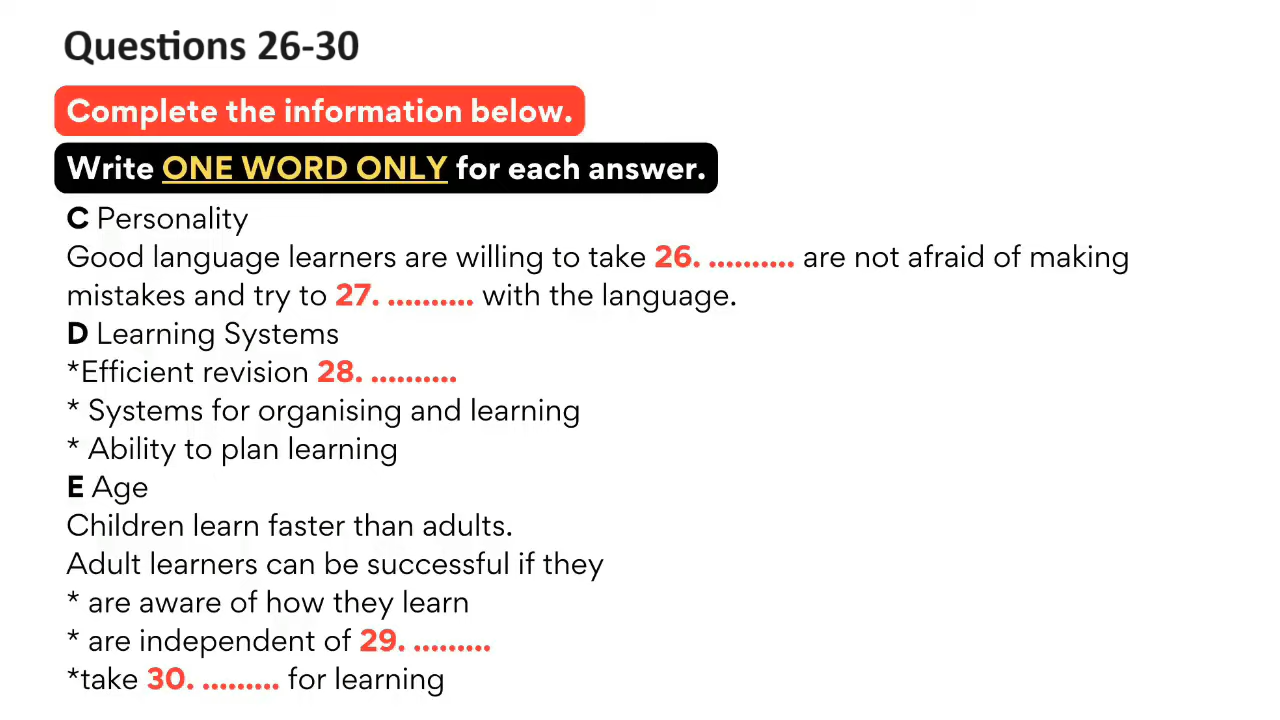 Questions 26-30
Complete the information below.
Write ONE WORD ONLY for each answer.
C Personality
Good language learners are willing to take 26. .......... are not afraid of making
mistakes and try to 27. .......... with the language.
D Learning Systems
*Efficient revision 28. ..........
* Systems for organising and learning
* Ability to plan learning
E Age
Children learn faster than adults.
Adult learners can be successful if they
* are aware of how they learn
* are independent of 29. .........
*take 30. ......... for learning